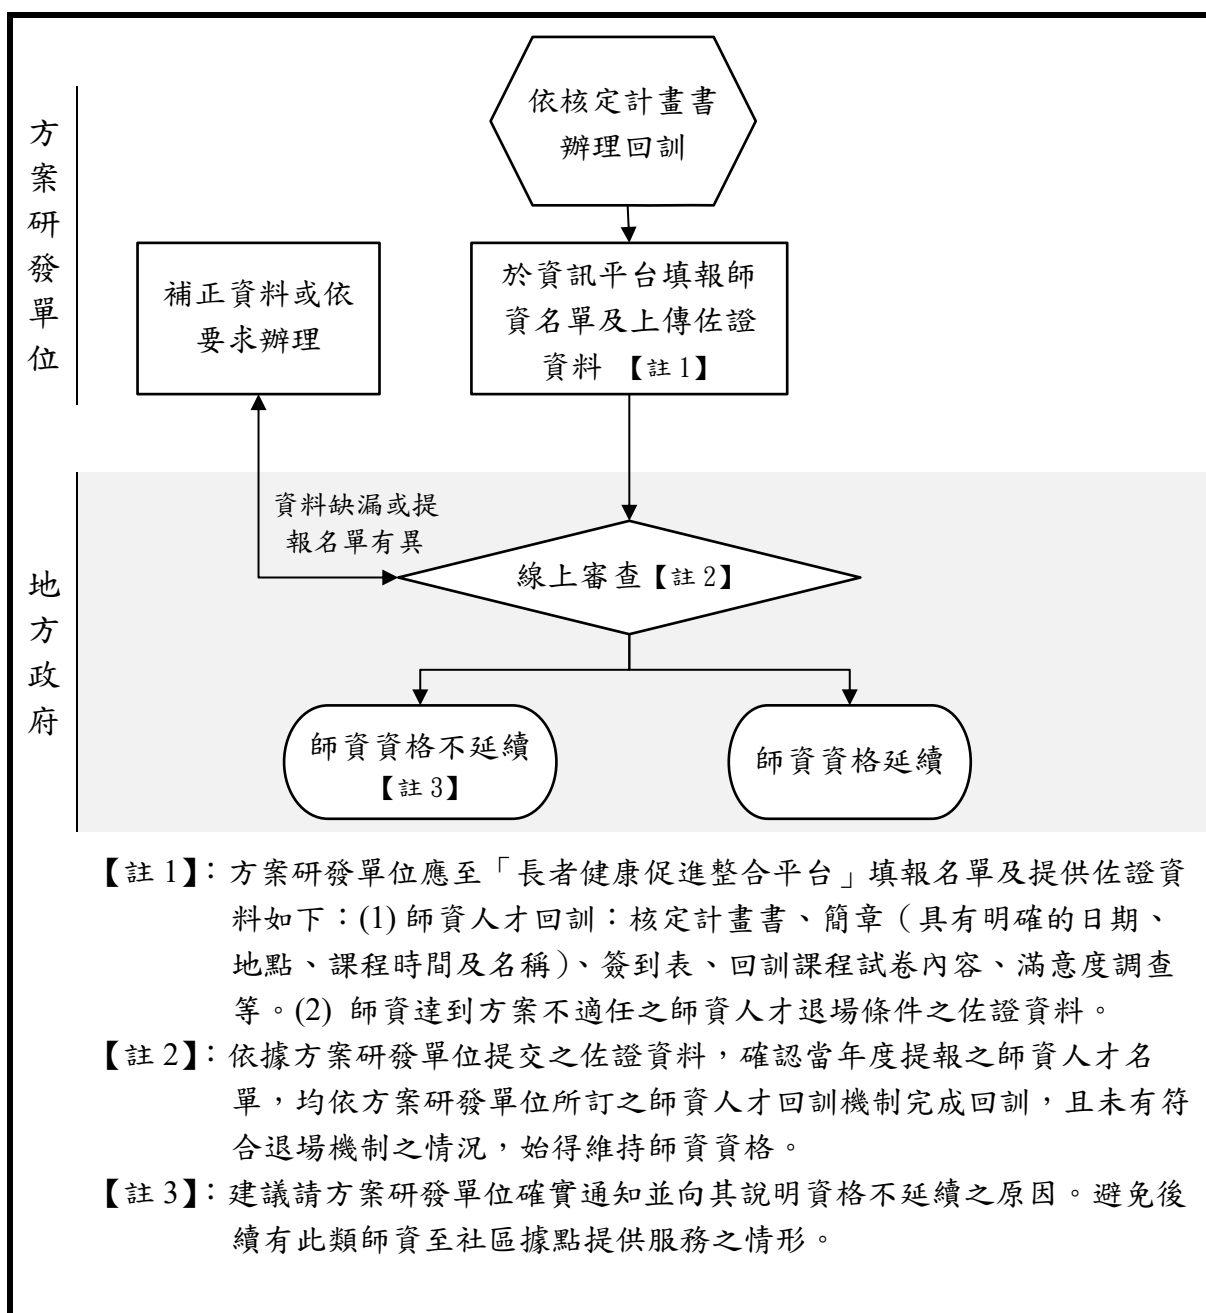 方案研發單位
依核定計畫書
辦理回訓
補正資料或依
要求辦理
於資訊平台填報師
資名單及上傳佐證
資料 【註 1】
地方政府
資料缺漏或提
報名單有異
線上審查【註 2】
師資資格不延續
【註 3】
師資資格延續
【註 1】：方案研發單位應至「長者健康促進整合平台」填報名單及提供佐證資
料如下：(1) 師資人才回訓：核定計畫書、簡章（具有明確的日期、
地點、課程時間及名稱）、簽到表、回訓課程試卷內容、滿意度調查
等。(2) 師資達到方案不適任之師資人才退場條件之佐證資料。
【註 2】：依據方案研發單位提交之佐證資料，確認當年度提報之師資人才名
單，均依方案研發單位所訂之師資人才回訓機制完成回訓，且未有符
合退場機制之情況，始得維持師資資格。
【註 3】：建議請方案研發單位確實通知並向其說明資格不延續之原因。避免後
續有此類師資至社區據點提供服務之情形。